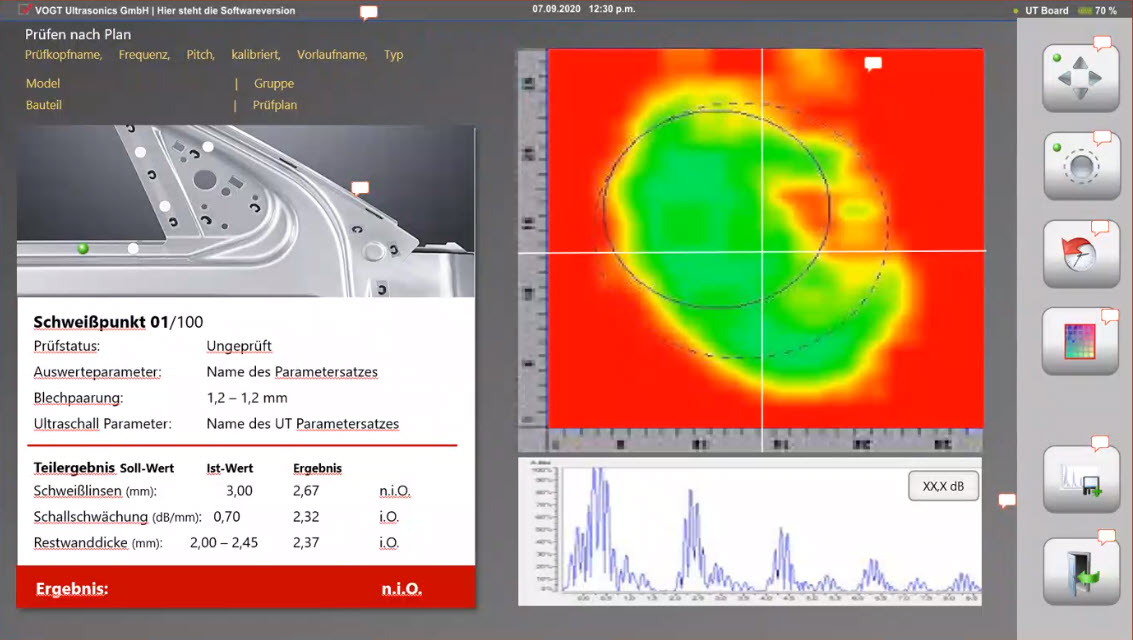 VOGT Ultrasonics GmbH | Hier steht die Softwareversion
07.09.2020 12:30 p.m.
UT Board 70 %
Prüfen nach Plan
Prüfkopfname, Frequenz, Pitch, kalibriert, Vorlaufname, Typ
Model | Gruppe
Bauteil | Prüfplan
Schweißpunkt 01/100
Prüfstatus: Ungeprüft
Auswerteparameter: Name des Parametersatzes
Blechpaarung: 1,2 – 1,2 mm
Ultraschall Parameter: Name des UT Parametersatzes
Teilergebnis Soll-Wert Ist-Wert Ergebnis
Schweißlinsen (mm): 3,00 2,67 n.i.O.
Schallschwächung (dB/mm): 0,70 2,32 i.O.
Restwanddicke (mm): 2,00 – 2,45 2,37 i.O.
Ergebnis: n.i.O.
XX,X dB